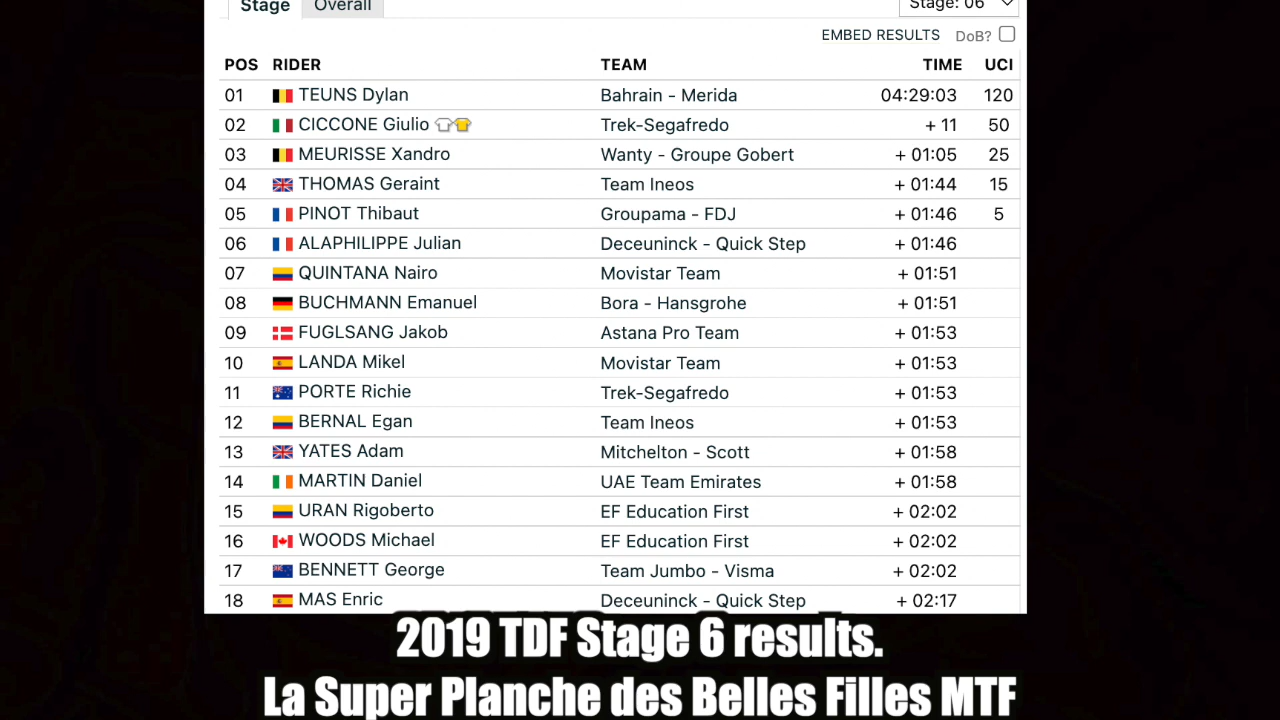 Stage Overall Stage: 06
EMBED RESULTS DoB?
POS RIDER TEAM TIME UCI
01 TEUNS Dylan Bahrain - Merida 04:29:03 120
02 CICCONE Giulio Trek-Segafredo + 11 50
03 MEURISSE Xandro Wanty - Groupe Gobert + 01:05 25
04 THOMAS Geraint Team Ineos + 01:44 15
05 PINOT Thibaut Groupama - FDJ + 01:46 5
06 ALAPHILIPPE Julian Deceuninck - Quick Step + 01:46
07 QUINTANA Nairo Movistar Team + 01:51
08 BUCHMANN Emanuel Bora - Hansgrohe + 01:51
09 FUGLSANG Jakob Astana Pro Team + 01:53
10 LANDA Mikel Movistar Team + 01:53
11 PORTE Richie Trek-Segafredo + 01:53
12 BERNAL Egan Team Ineos + 01:53
13 YATES Adam Mitchelton - Scott + 01:58
14 MARTIN Daniel UAE Team Emirates + 01:58
15 URAN Rigoberto EF Education First + 02:02
16 WOODS Michael EF Education First + 02:02
17 BENNETT George Team Jumbo - Visma + 02:02
18 MAS Enric Deceuninck - Quick Step + 02:17
2019 TDF Stage 6 results.
La Super Planche des Belles Filles MTF